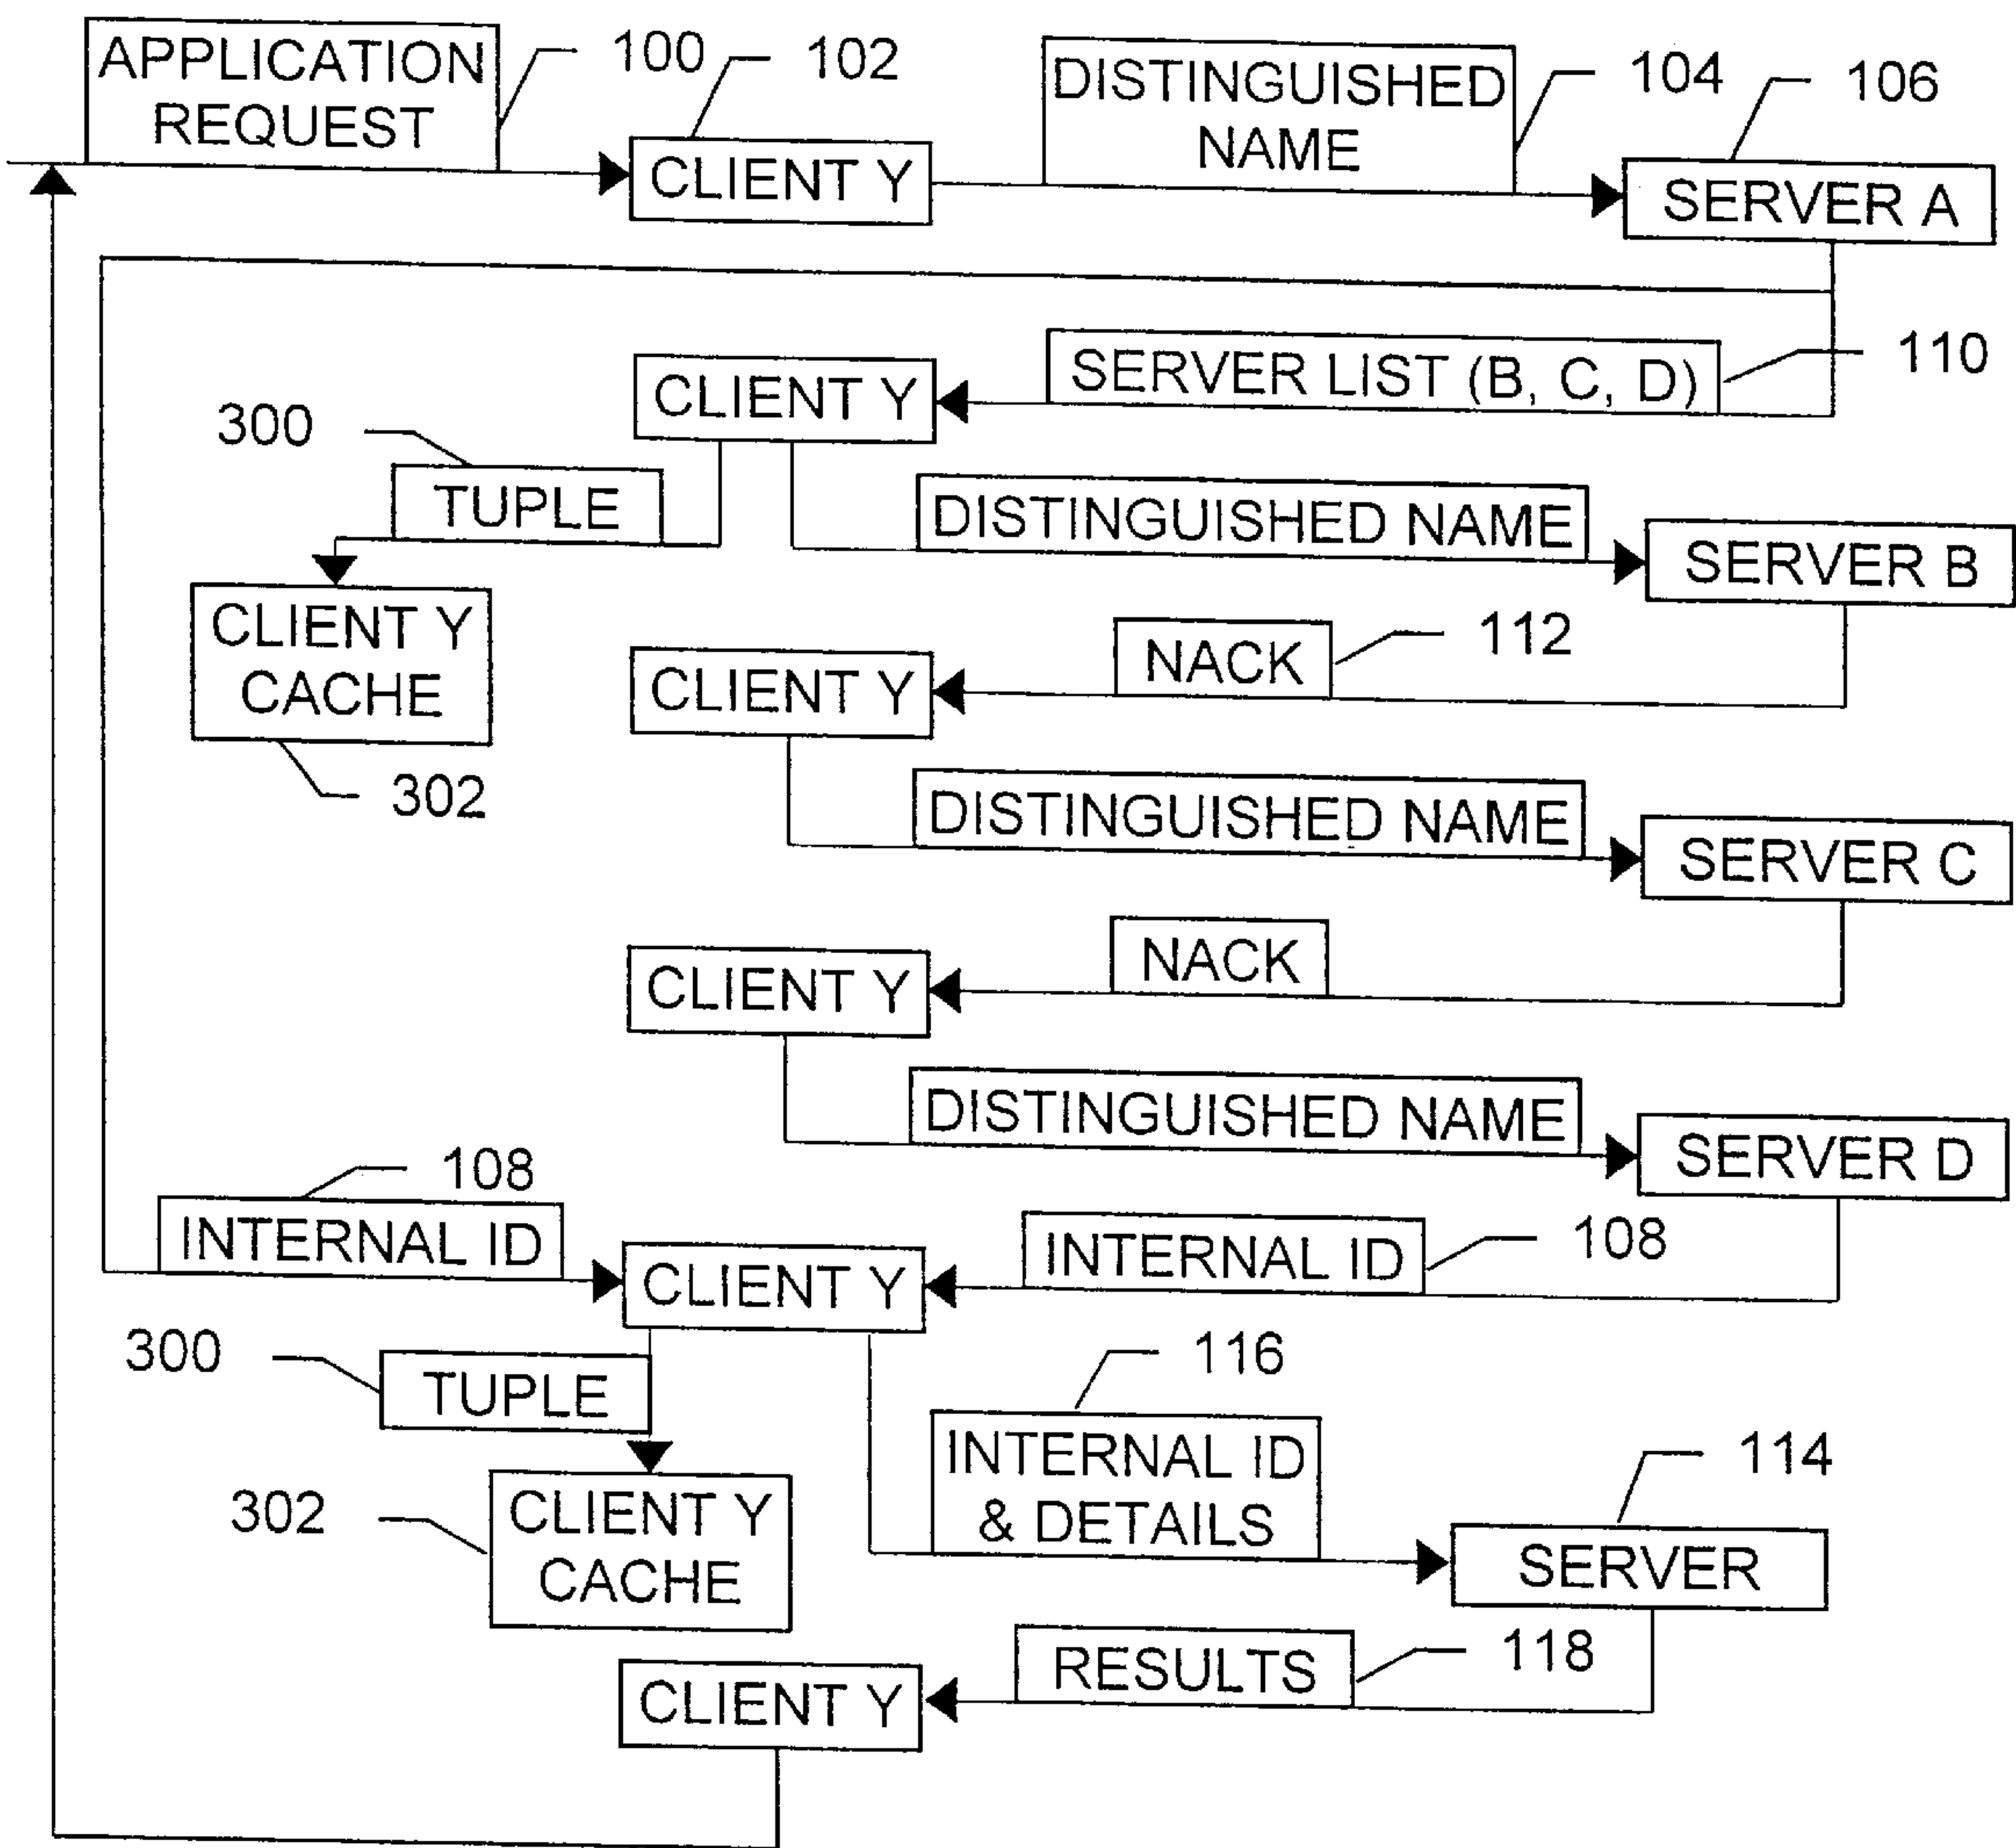 APPLICATION
REQUEST
100
102
DISTINGUISHED
NAME
104
106
CLIENT Y
SERVER A
SERVER LIST (B, C, D)
110
CLIENT Y
300
TUPLE
DISTINGUISHED NAME
SERVER B
CLIENT Y
CACHE
302
NACK
112
CLIENT Y
DISTINGUISHED NAME
SERVER C
NACK
CLIENT Y
DISTINGUISHED NAME
SERVER D
108
INTERNAL ID
CLIENT Y
INTERNAL ID
108
300
TUPLE
116
INTERNAL ID
& DETAILS
114
SERVER
302
CLIENT Y
CACHE
RESULTS
118
CLIENT Y